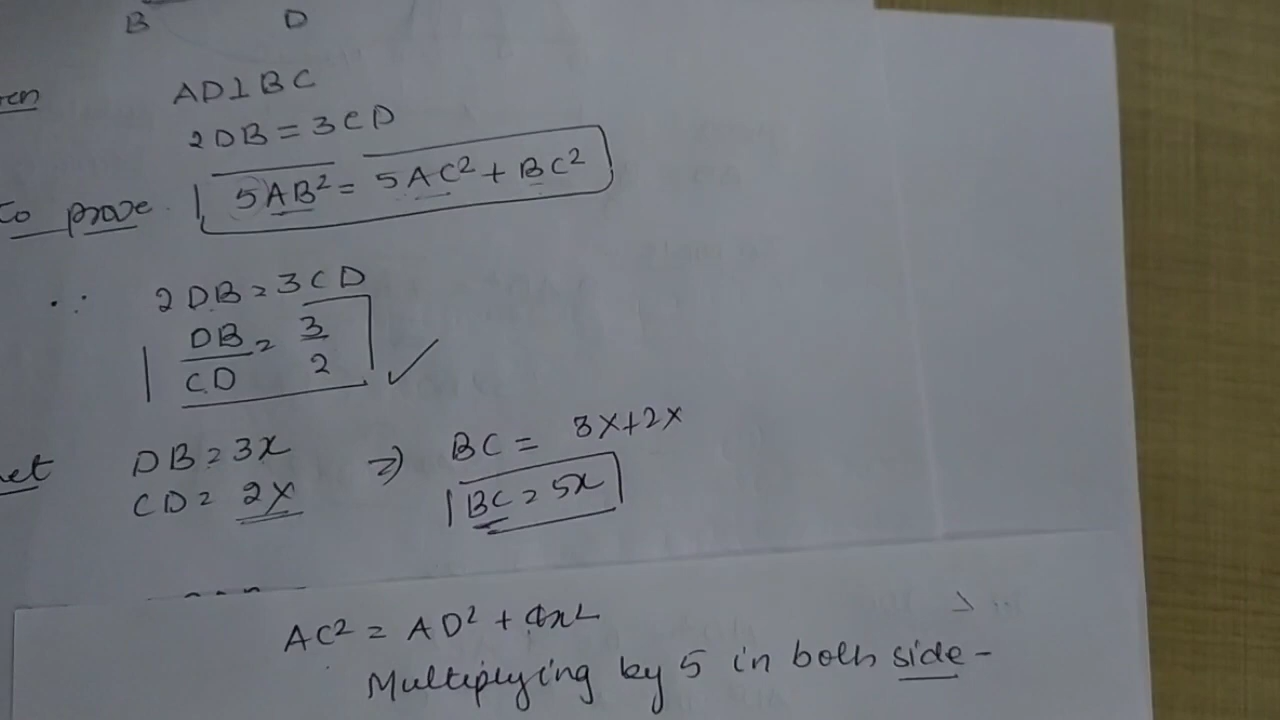 B D
AD⊥BC
2DB = 3CD
To prove 5AB² = 5AC² + BC²
∵ 2DB = 3CD
DB/CD = 3/2
DB = 3x ⇒ BC = 3x+2x
CD = 2x BC = 5x
AC² = AD² + 4x²
Multiplying by 5 in both side -